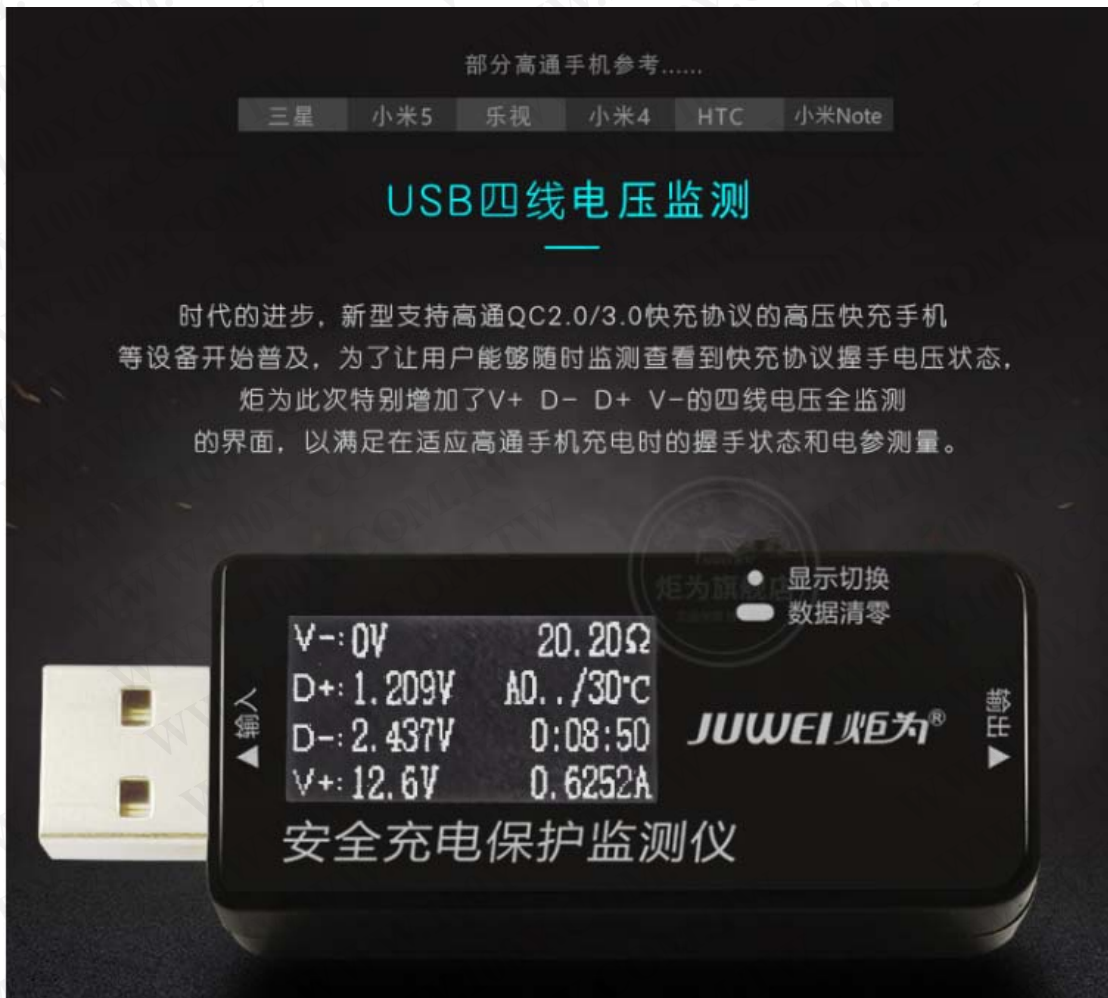 部分高通手机参考......
三星 小米5 乐视 小米4 HTC 小米Note
USB四线电压监测
时代的进步，新型支持高通QC2.0/3.0快充协议的高压快充手机
等设备开始普及，为了让用户能够随时监测查看到快充协议握手电压状态，
炬为此次特别增加了V+ D- D+ V-的四线电压全监测
的界面，以满足在适应高通手机充电时的握手状态和电参测量。
炬为旗舰店
显示切换
数据清零
V-:0V 20.20Ω
D+:1.209V A0../30℃
D-:2.437V 0:08:50
V+:12.6V 0.6252A
输入
JUWEI 炬为®
输出
安全充电保护监测仪